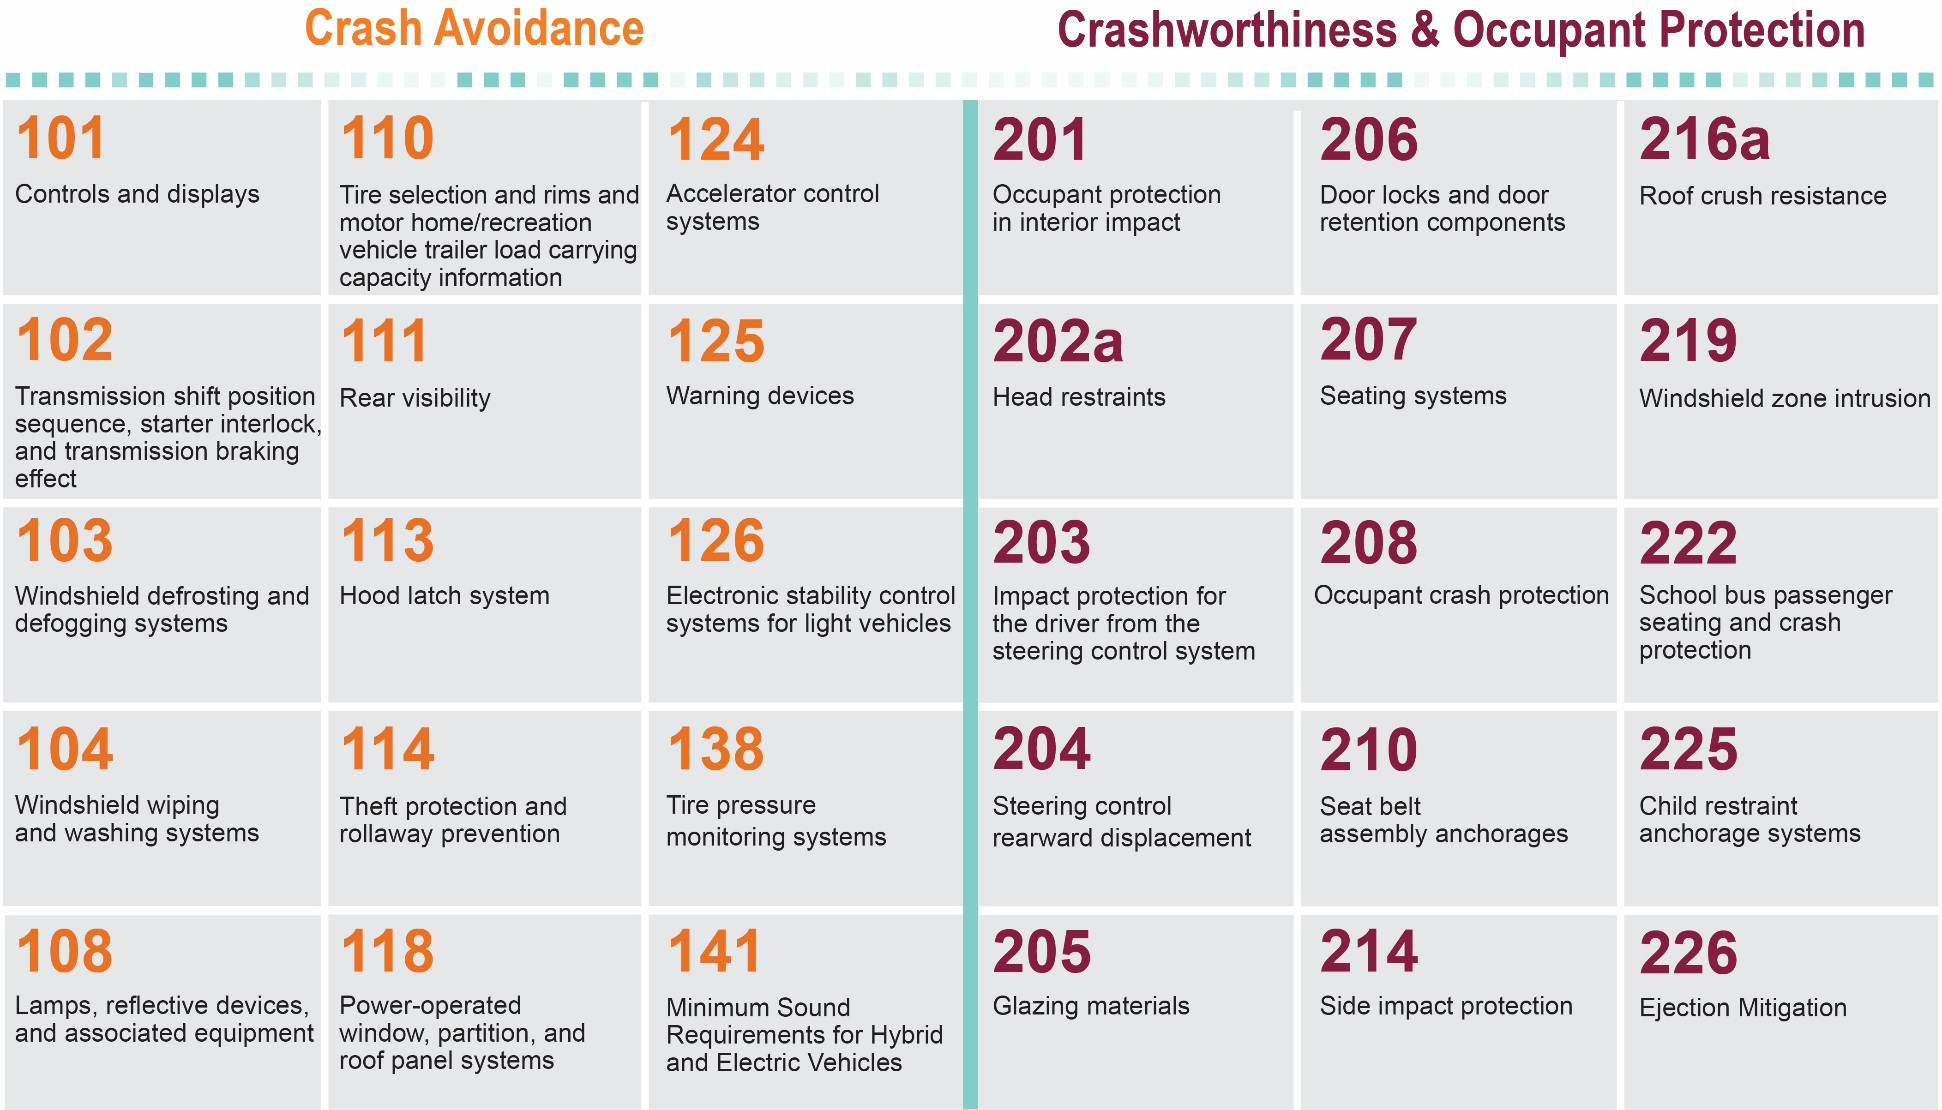 Crash Avoidance
Crashworthiness & Occupant Protection
101
Controls and displays
110
Tire selection and rims and
motor home/recreation
vehicle trailer load carrying
capacity information
124
Accelerator control
systems
201
Occupant protection
in interior impact
206
Door locks and door
retention components
216a
Roof crush resistance
102
Transmission shift position
sequence, starter interlock,
and transmission braking
effect
111
Rear visibility
125
Warning devices
202a
Head restraints
207
Seating systems
219
Windshield zone intrusion
103
Windshield defrosting and
defogging systems
113
Hood latch system
126
Electronic stability control
systems for light vehicles
203
Impact protection for
the driver from the
steering control system
208
Occupant crash protection
222
School bus passenger
seating and crash
protection
104
Windshield wiping
and washing systems
114
Theft protection and
rollaway prevention
138
Tire pressure
monitoring systems
204
Steering control
rearward displacement
210
Seat belt
assembly anchorages
225
Child restraint
anchorage systems
108
Lamps, reflective devices,
and associated equipment
118
Power-operated
window, partition, and
roof panel systems
141
Minimum Sound
Requirements for Hybrid
and Electric Vehicles
205
Glazing materials
214
Side impact protection
226
Ejection Mitigation